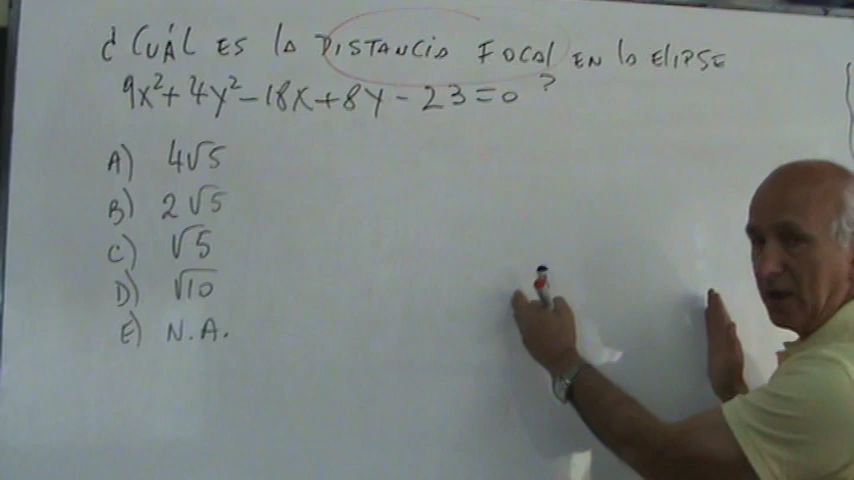 ¿ CUÁL ES la DISTANCIA FOCAL EN la ElIPSE
9x²+4y²-18x+8y-23=0 ?
A) 4√5
B) 2√5
C) √5
D) √10
E) N.A.